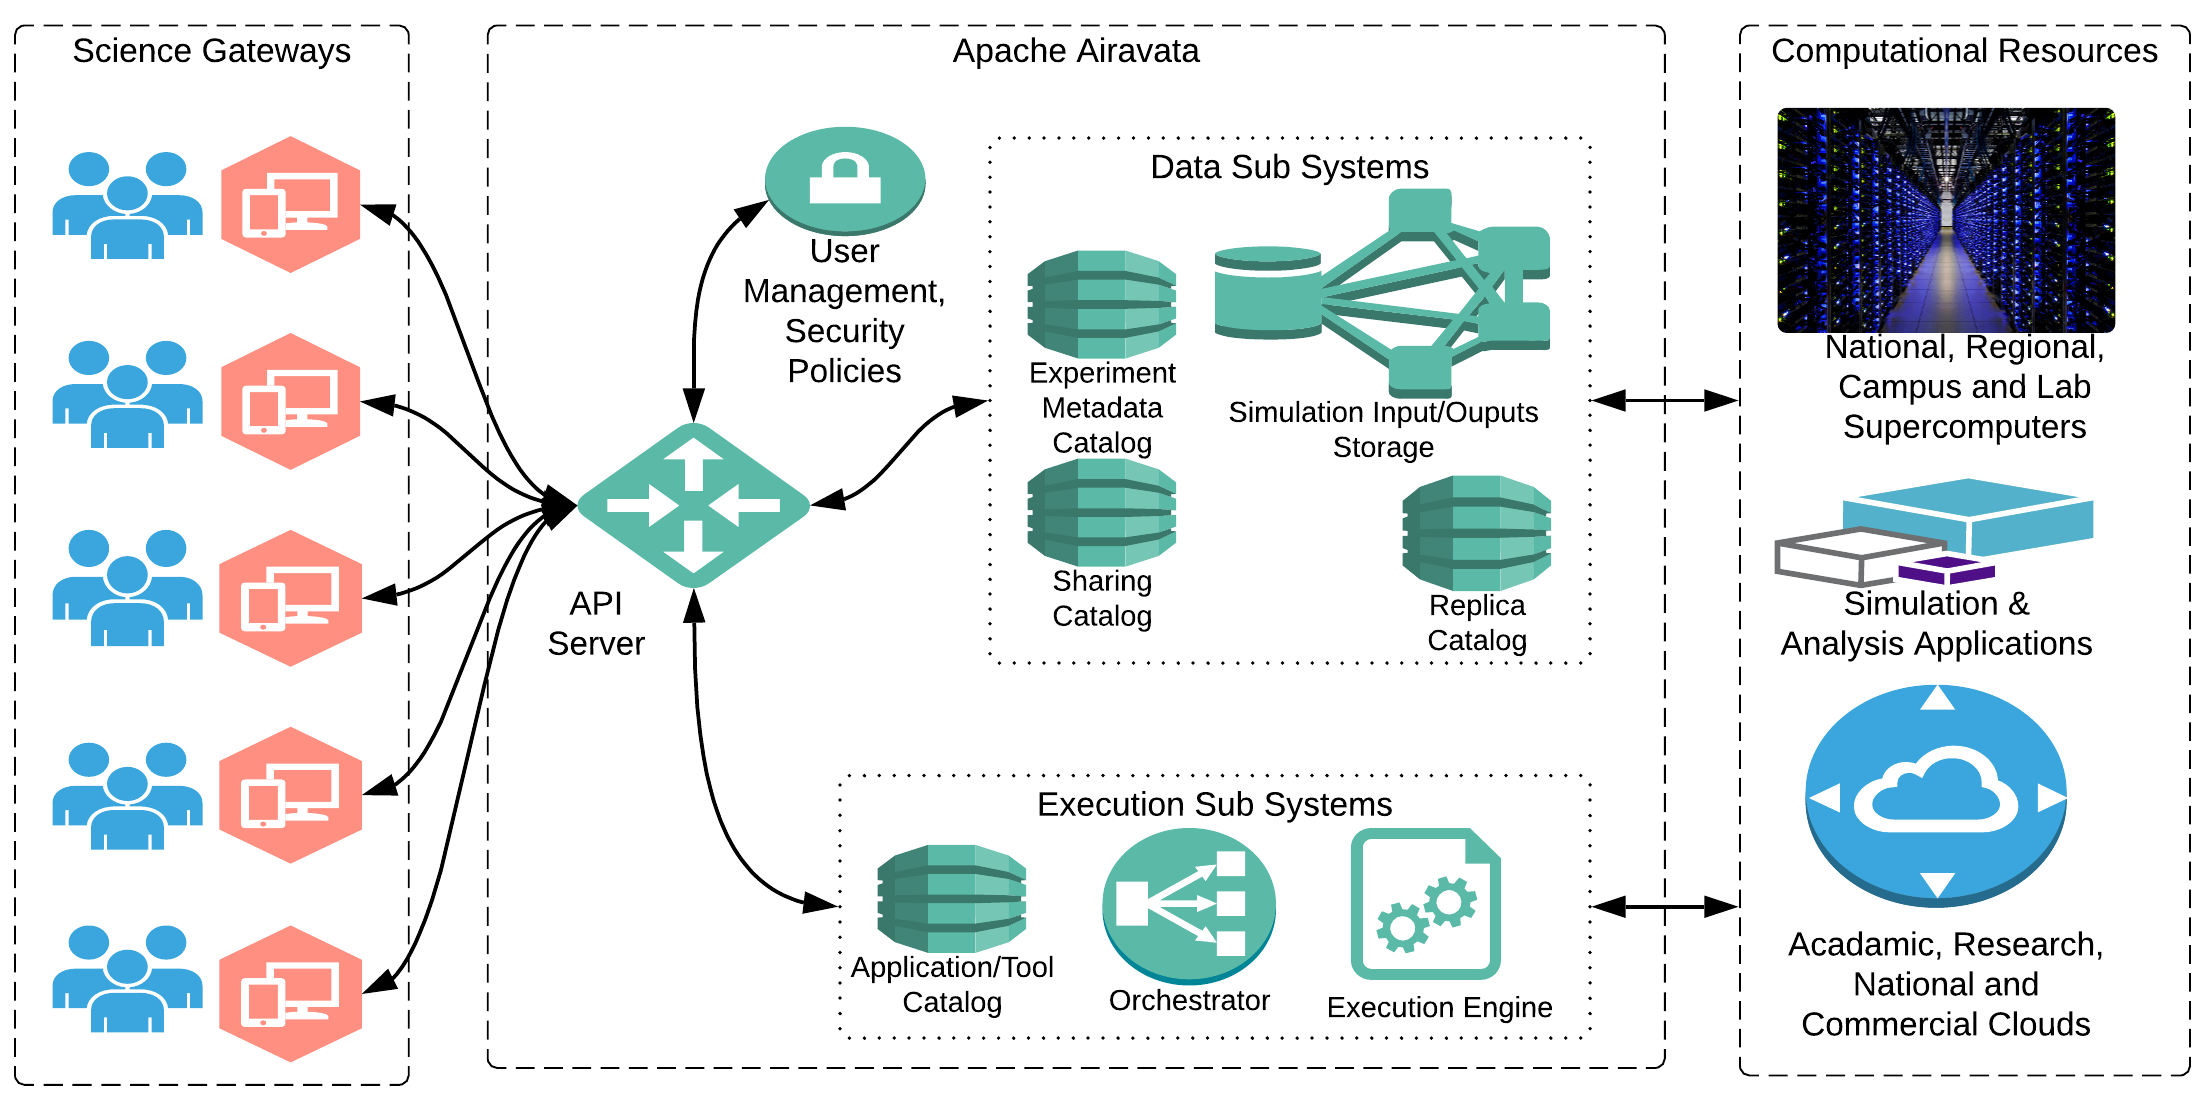 Science Gateways
Apache Airavata
Computational Resources
User
Management,
Security
Policies
API
Server
Data Sub Systems
Experiment
Metadata
Catalog
Simulation Input/Ouputs
Storage
Sharing
Catalog
Replica
Catalog
Execution Sub Systems
Application/Tool
Catalog
Orchestrator
Execution Engine
National, Regional,
Campus and Lab
Supercomputers
Simulation &
Analysis Applications
Acadamic, Research,
National and
Commercial Clouds